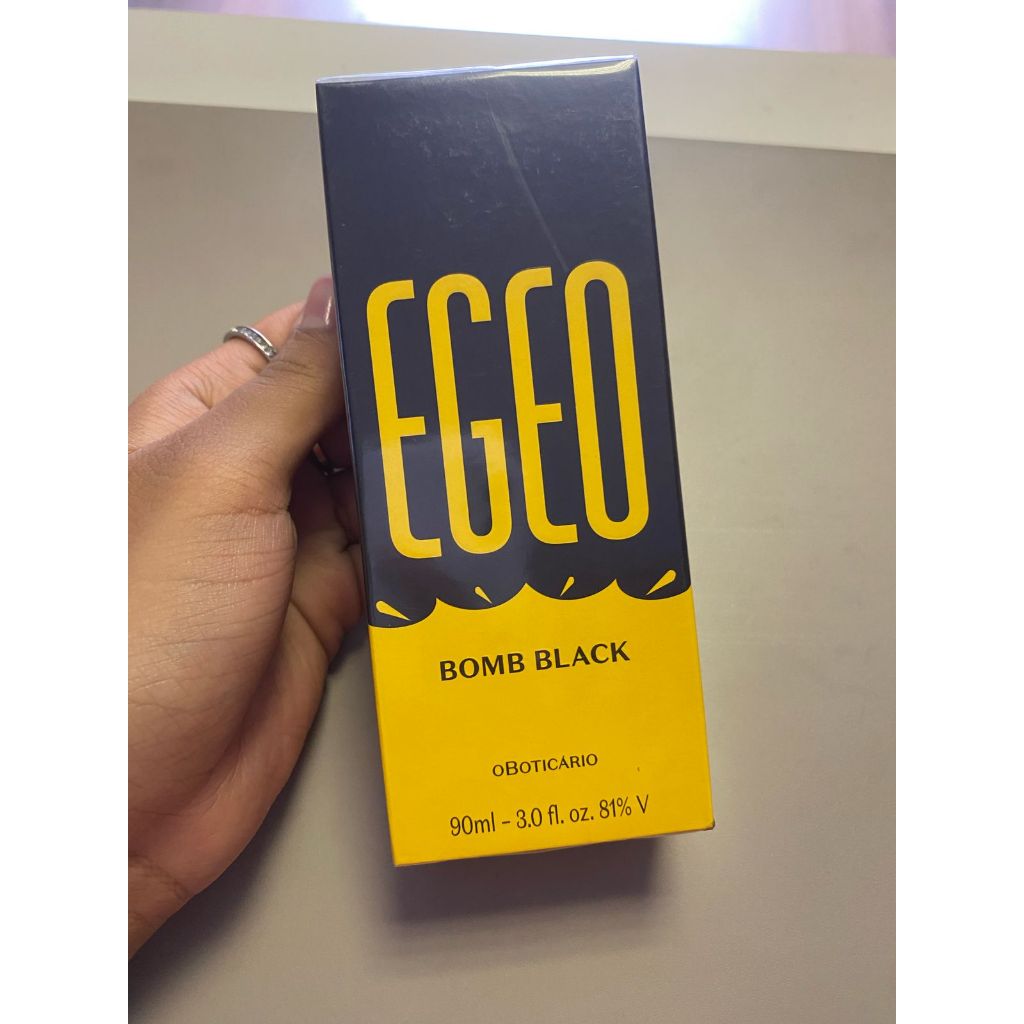 EGEO
BOMB BLACK
oBOTICÁRIO
90ml - 3.0 fl. oz. 81% V